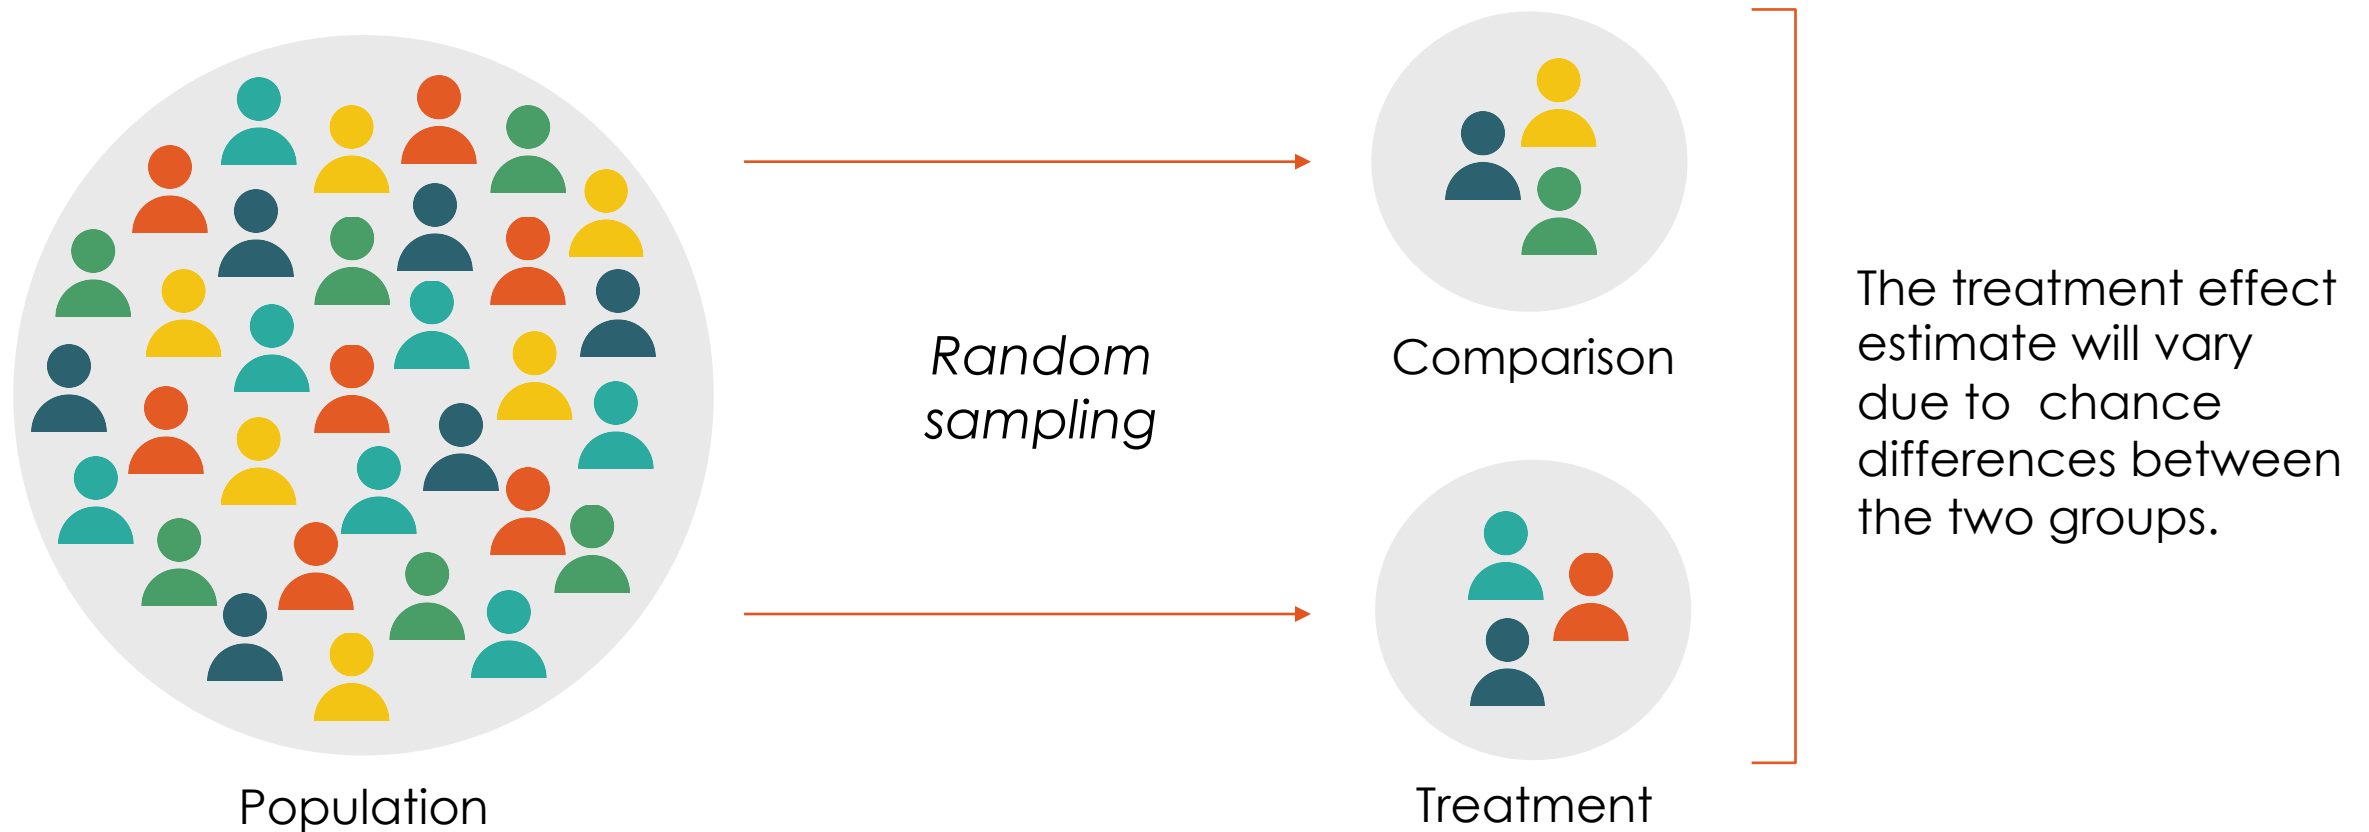 Population
Random
sampling
Comparison
Treatment
The treatment effect
estimate will vary
due to  chance
differences between
the two groups.